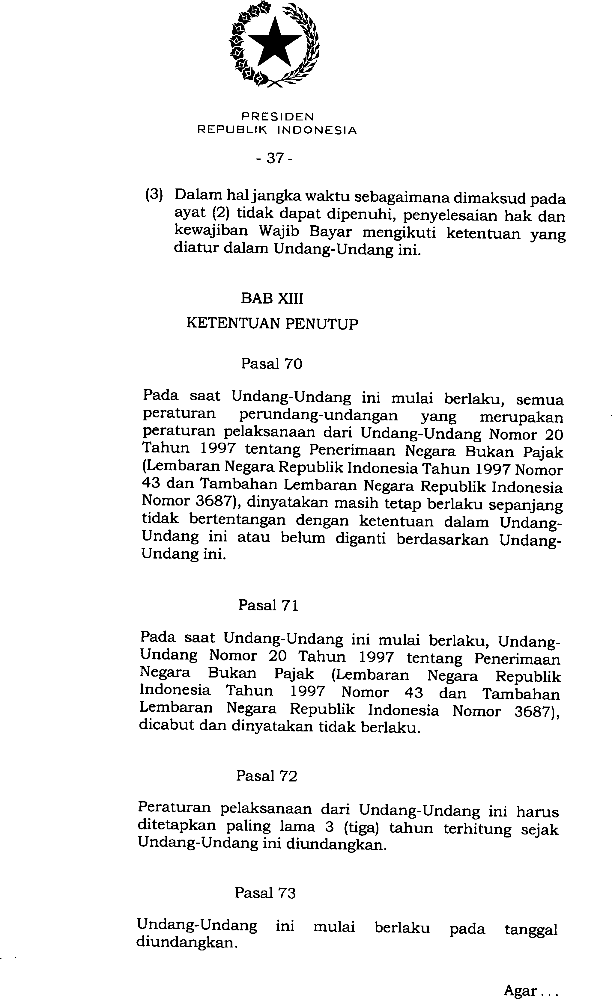 PRESIDEN
REPUBLIK INDONESIA
- 37 -
(3) Dalam hal jangka waktu sebagaimana dimaksud pada
ayat (2) tidak dapat dipenuhi, penyelesaian hak dan
kewajiban Wajib Bayar mengikuti ketentuan yang
diatur dalam Undang-Undang ini.
BAB XIII
KETENTUAN PENUTUP
Pasal 70
Pada saat Undang-Undang ini mulai berlaku, semua
peraturan perundang-undangan yang merupakan
peraturan pelaksanaan dari Undang-Undang Nomor 20
Tahun 1997 tentang Penerimaan Negara Bukan Pajak
(Lembaran Negara Republik Indonesia Tahun 1997 Nomor
43 dan Tambahan Lembaran Negara Republik Indonesia
Nomor 3687), dinyatakan masih tetap berlaku sepanjang
tidak bertentangan dengan ketentuan dalam Undang-
Undang ini atau belum diganti berdasarkan Undang-
Undang ini.
Pasal 71
Pada saat Undang-Undang ini mulai berlaku, Undang-
Undang Nomor 20 Tahun 1997 tentang Penerimaan
Negara Bukan Pajak (Lembaran Negara Republik
Indonesia Tahun 1997 Nomor 43 dan Tambahan
Lembaran Negara Republik Indonesia Nomor 3687),
dicabut dan dinyatakan tidak berlaku.
Pasal 72
Peraturan pelaksanaan dari Undang-Undang ini harus
ditetapkan paling lama 3 (tiga) tahun terhitung sejak
Undang-Undang ini diundangkan.
Pasal 73
Undang-Undang ini mulai berlaku pada tanggal
diundangkan.
Agar . . .